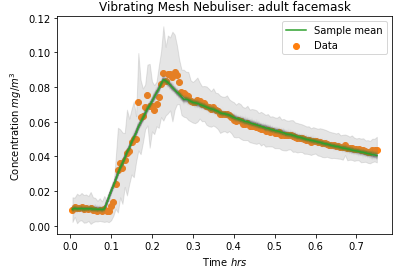 Vibrating Mesh Nebuliser: adult facemask
Sample mean
Data
Concentration mg/m³
0.12
0.10
0.08
0.06
0.04
0.02
0.00
0.0 0.1 0.2 0.3 0.4 0.5 0.6 0.7
Time hrs